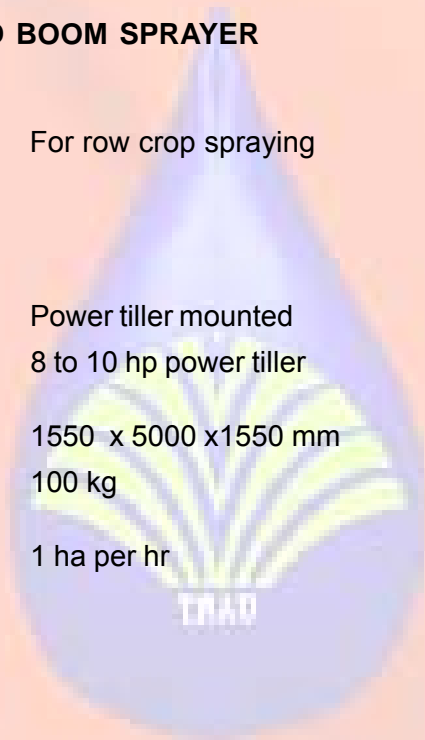 BOOM SPRAYER
For row crop spraying
Power tiller mounted
8 to 10 hp power tiller
1550 x 5000 x1550 mm
100 kg
1 ha per hr
TNAU